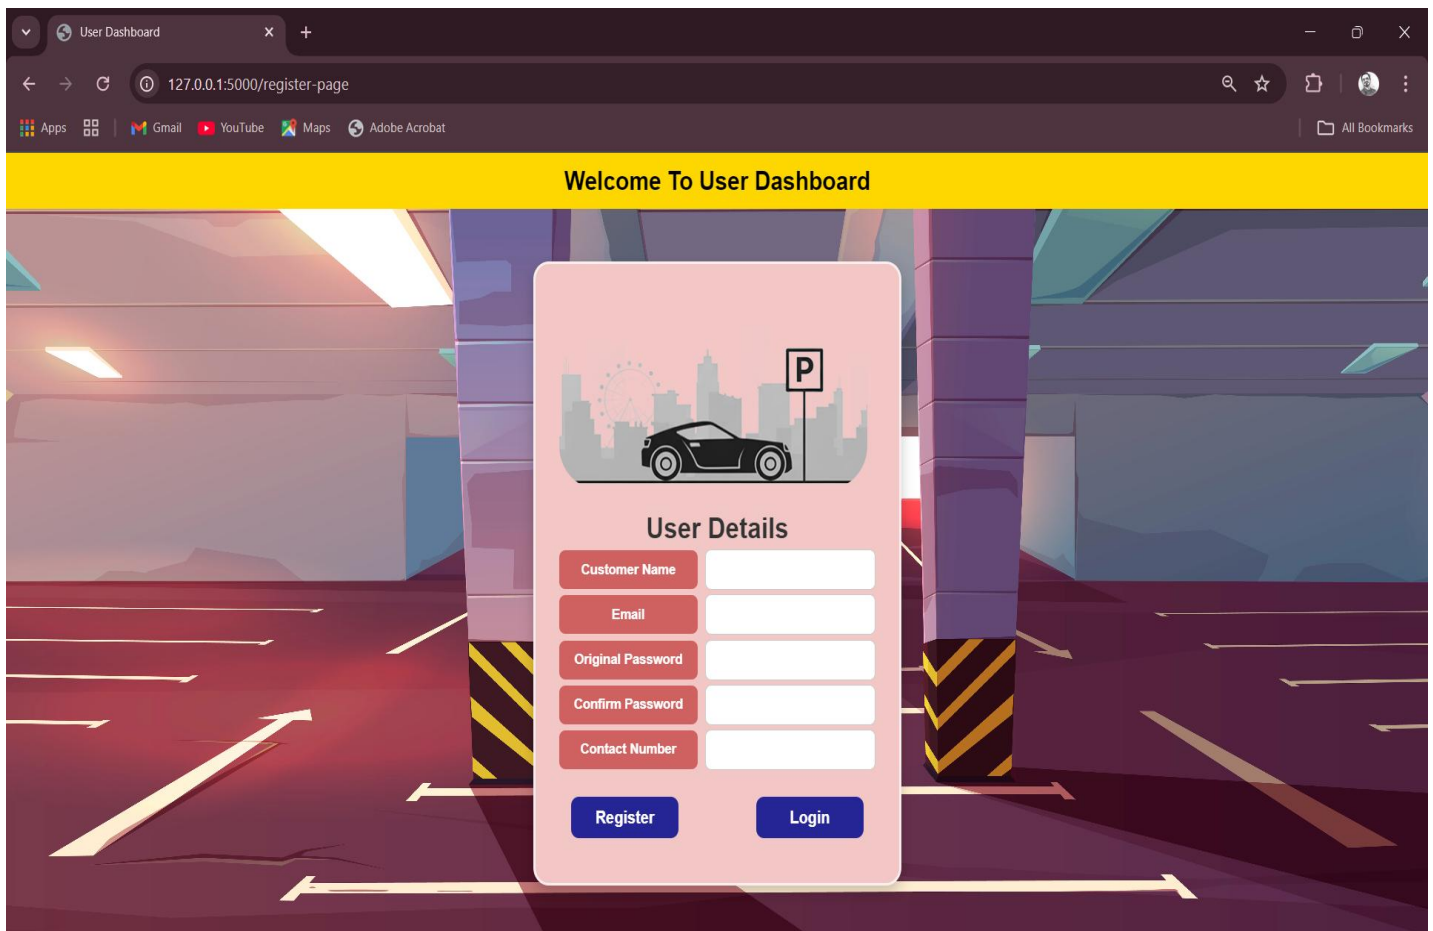 User Dashboard
127.0.0.1:5000/register-page
Apps Gmail YouTube Maps Adobe Acrobat All Bookmarks
Welcome To User Dashboard
P
User Details
Customer Name
Email
Original Password
Confirm Password
Contact Number
Register Login